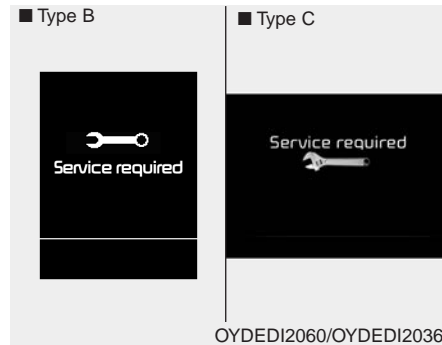 ■ Type B
Service required
■ Type C
Service required
OYDEDI2060/OYDEDI2036